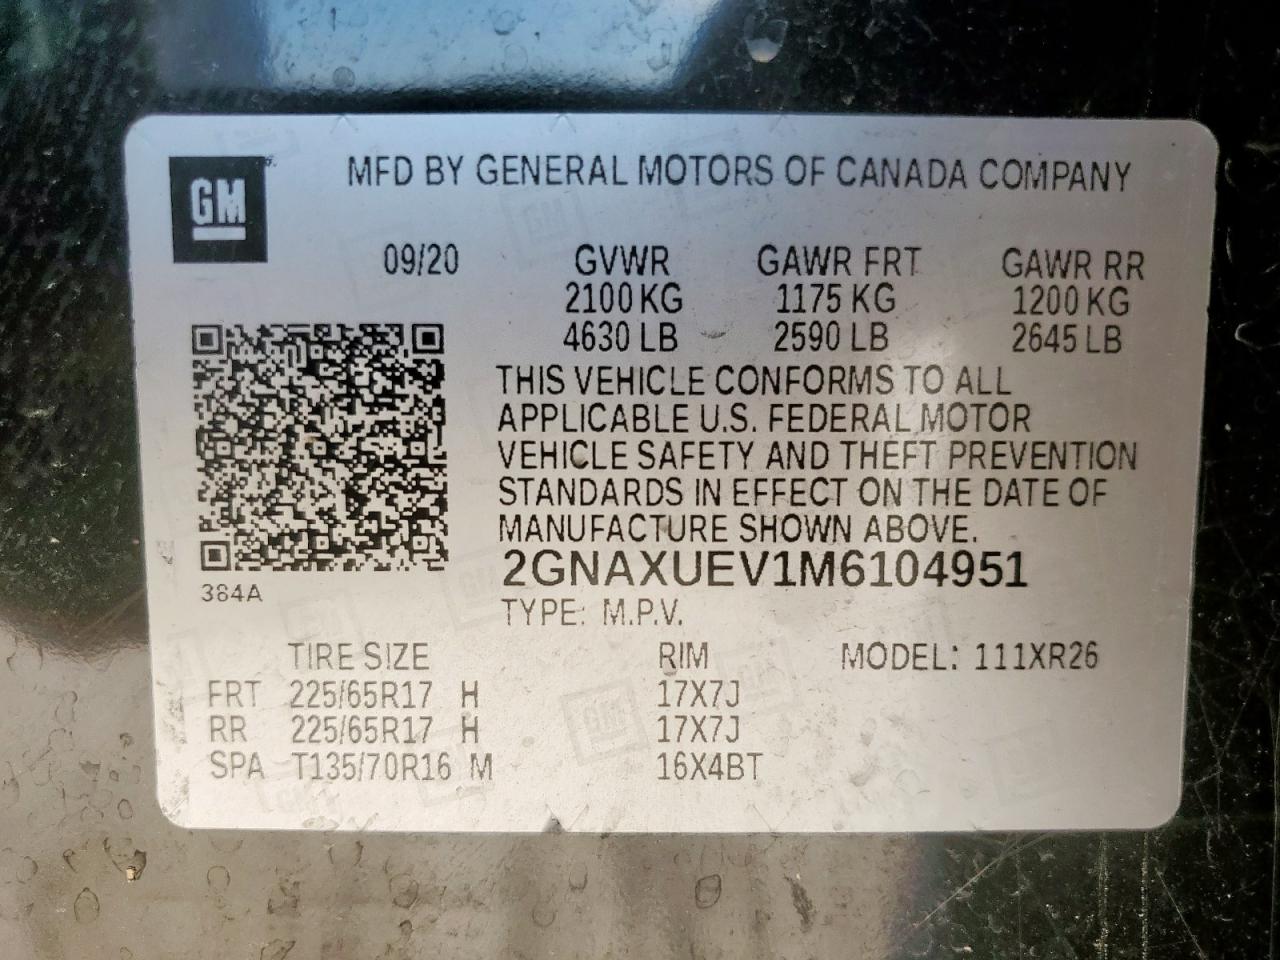 GM
MFD BY GENERAL MOTORS OF CANADA COMPANY
09/20 GVWR GAWR FRT GAWR RR
2100 KG 1175 KG 1200 KG
4630 LB 2590 LB 2645 LB
THIS VEHICLE CONFORMS TO ALL
APPLICABLE U.S. FEDERAL MOTOR
VEHICLE SAFETY AND THEFT PREVENTION
STANDARDS IN EFFECT ON THE DATE OF
MANUFACTURE SHOWN ABOVE.
2GNAXUEV1M6104951
384A
TYPE: M.P.V.
TIRE SIZE RIM MODEL: 111XR26
FRT 225/65R17 H 17X7J
RR 225/65R17 H 17X7J
SPA T135/70R16 M 16X4BT